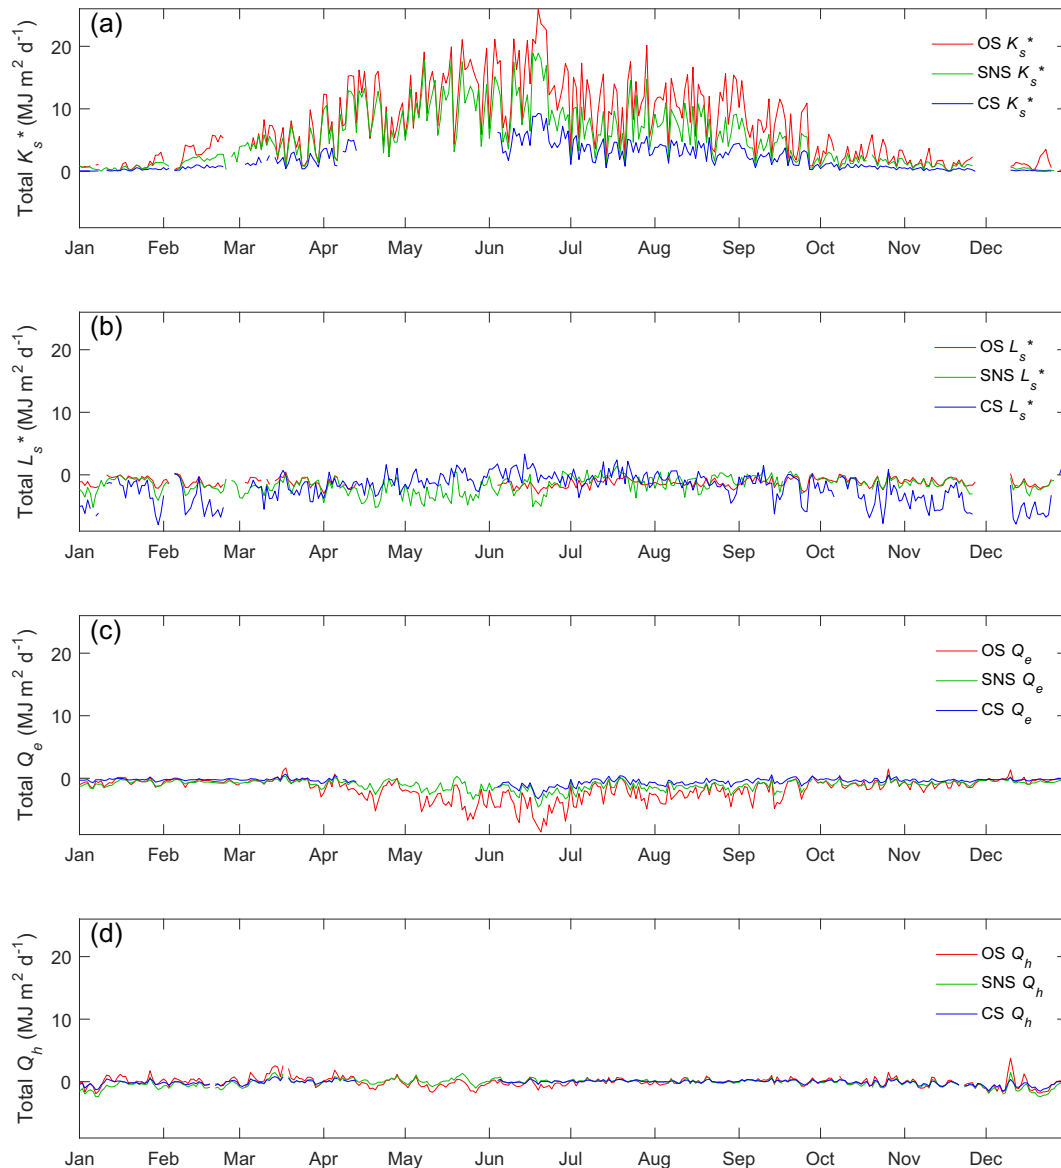 (a)
Total K_s* (MJ m² d⁻¹)
20
10
0
OS K_s*
SNS K_s*
CS K_s*
Jan Feb Mar Apr May Jun Jul Aug Sep Oct Nov Dec
(b)
Total L_s* (MJ m² d⁻¹)
20
10
0
OS L_s*
SNS L_s*
CS L_s*
Jan Feb Mar Apr May Jun Jul Aug Sep Oct Nov Dec
(c)
Total Q_e (MJ m² d⁻¹)
20
10
0
OS Q_e
SNS Q_e
CS Q_e
Jan Feb Mar Apr May Jun Jul Aug Sep Oct Nov Dec
(d)
Total Q_h (MJ m² d⁻¹)
20
10
0
OS Q_h
SNS Q_h
CS Q_h
Jan Feb Mar Apr May Jun Jul Aug Sep Oct Nov Dec